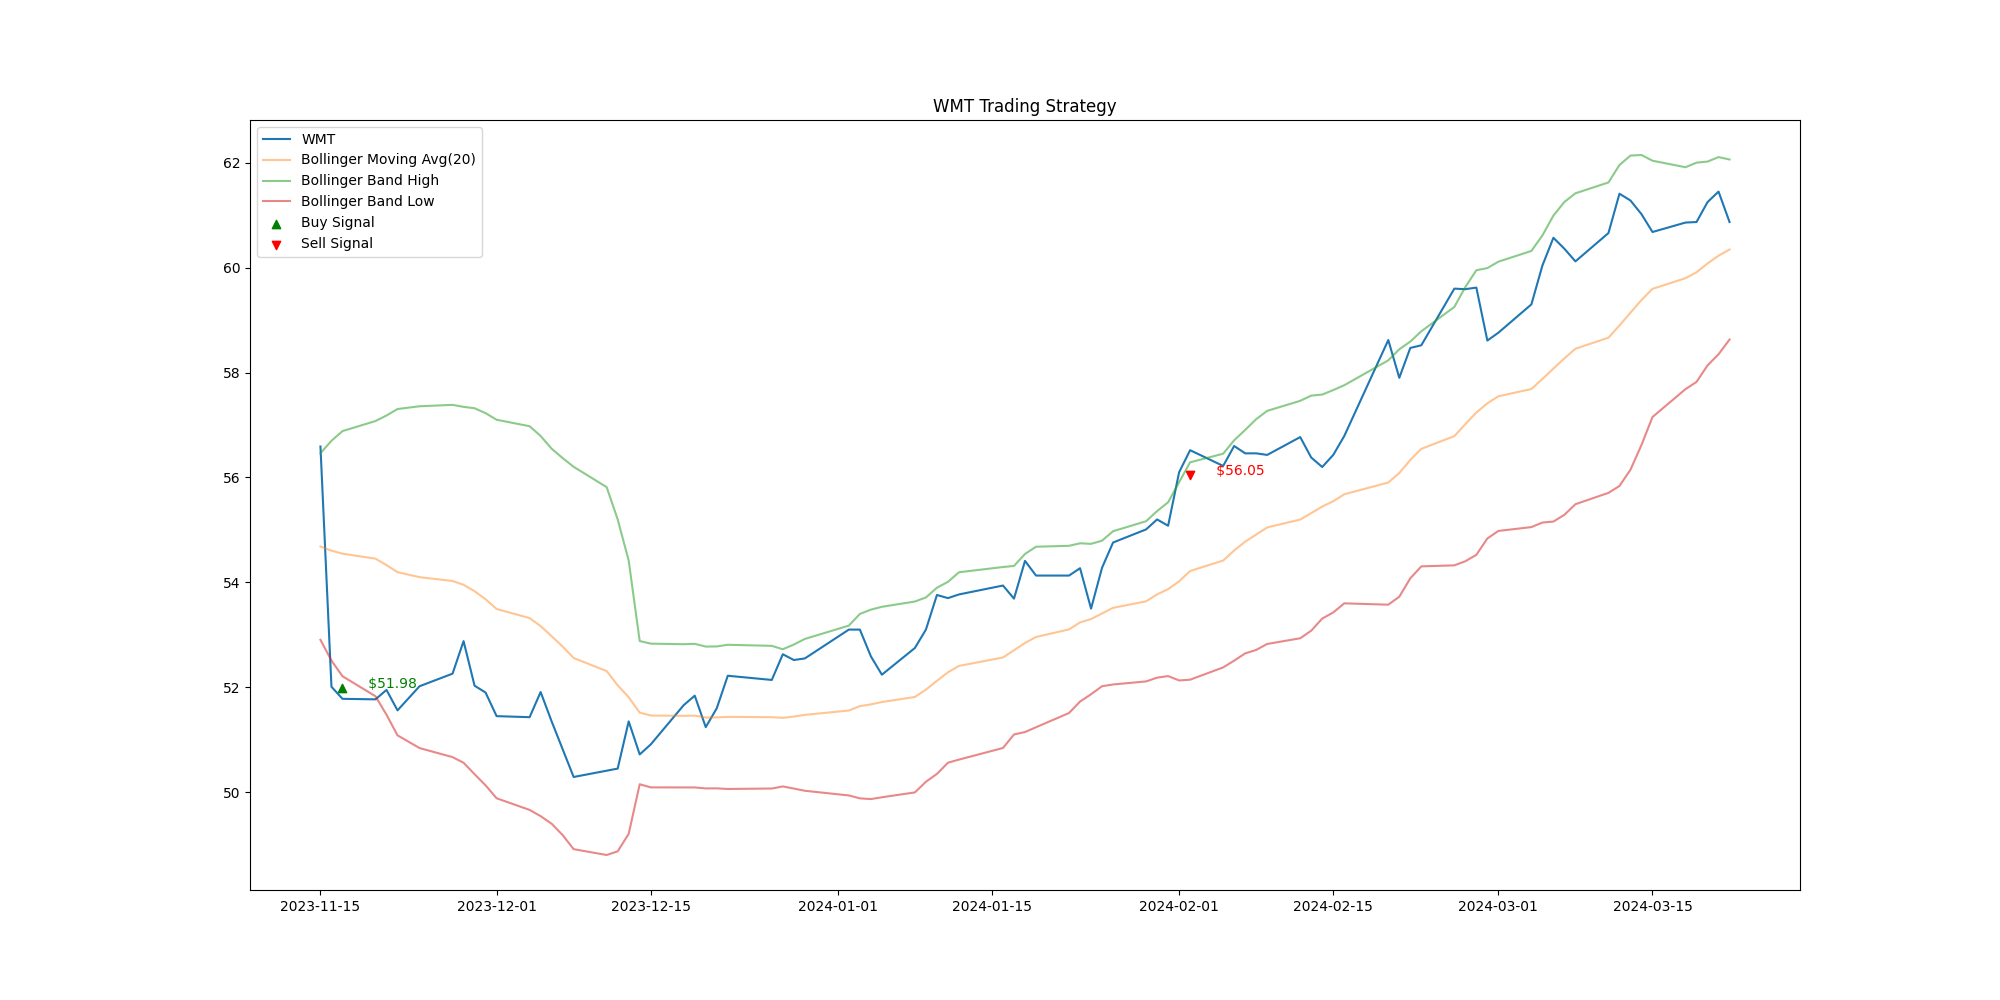 WMT Trading Strategy
WMT
Bollinger Moving Avg(20)
Bollinger Band High
Bollinger Band Low
Buy Signal
Sell Signal
62
60
58
56
54
52
50
$51.98
$56.05
2023-11-15
2023-12-01
2023-12-15
2024-01-01
2024-01-15
2024-02-01
2024-02-15
2024-03-01
2024-03-15